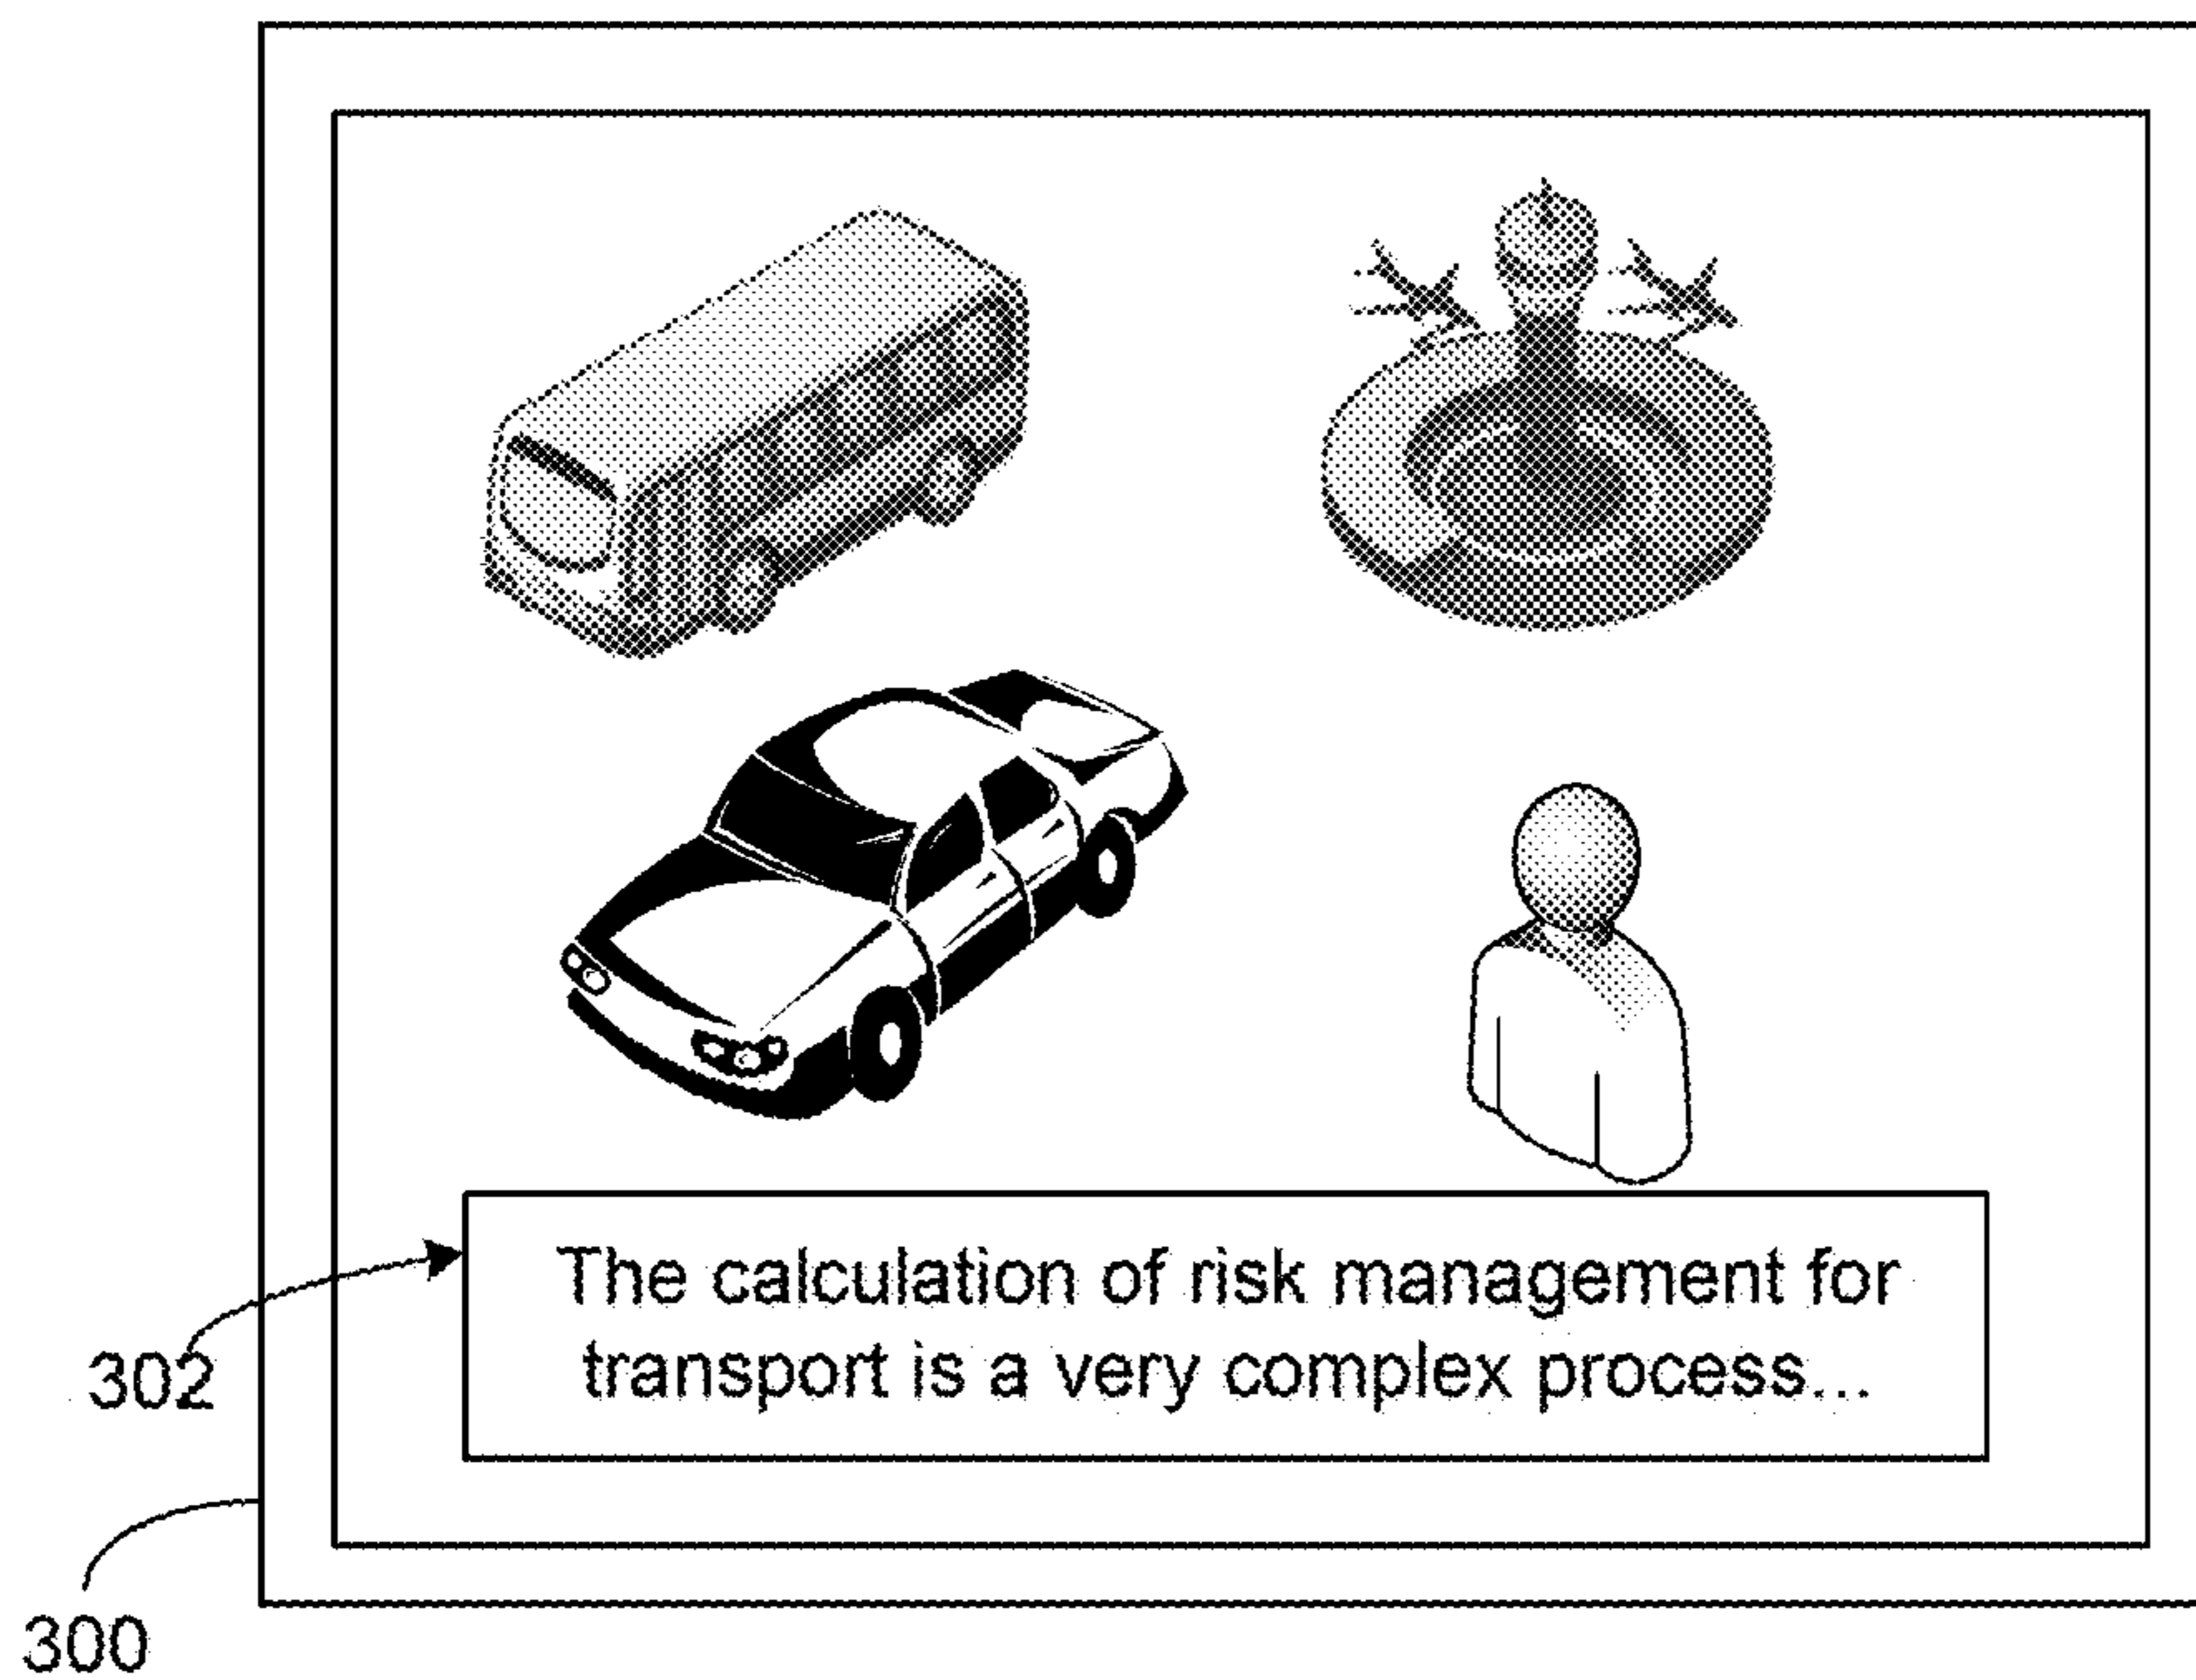 The calculation of risk management for
transport is a very complex process...
302
300